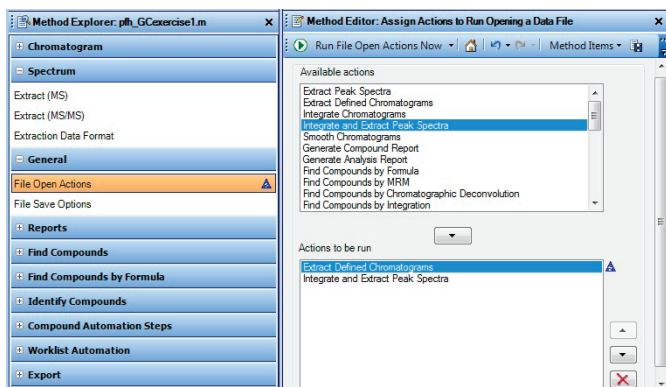 Method Explorer: pfh_GCexercise1.m
Chromatogram
Spectrum
Extract (MS)
Extract (MS/MS)
Extraction Data Format
General
File Open Actions
File Save Options
Reports
Find Compounds
Find Compounds by Formula
Identify Compounds
Compound Automation Steps
Worklist Automation
Export
Method Editor: Assign Actions to Run Opening a Data File
Run File Open Actions Now
Method Items
Available actions
Extract Peak Spectra
Extract Defined Chromatograms
Integrate Chromatograms
Integrate and Extract Peak Spectra
Smooth Chromatograms
Generate Compound Report
Generate Analysis Report
Find Compounds by Formula
Find Compounds by MRM
Find Compounds by Chromatographic Deconvolution
Find Compounds by Integration
Actions to be run
Extract Defined Chromatograms
Integrate and Extract Peak Spectra